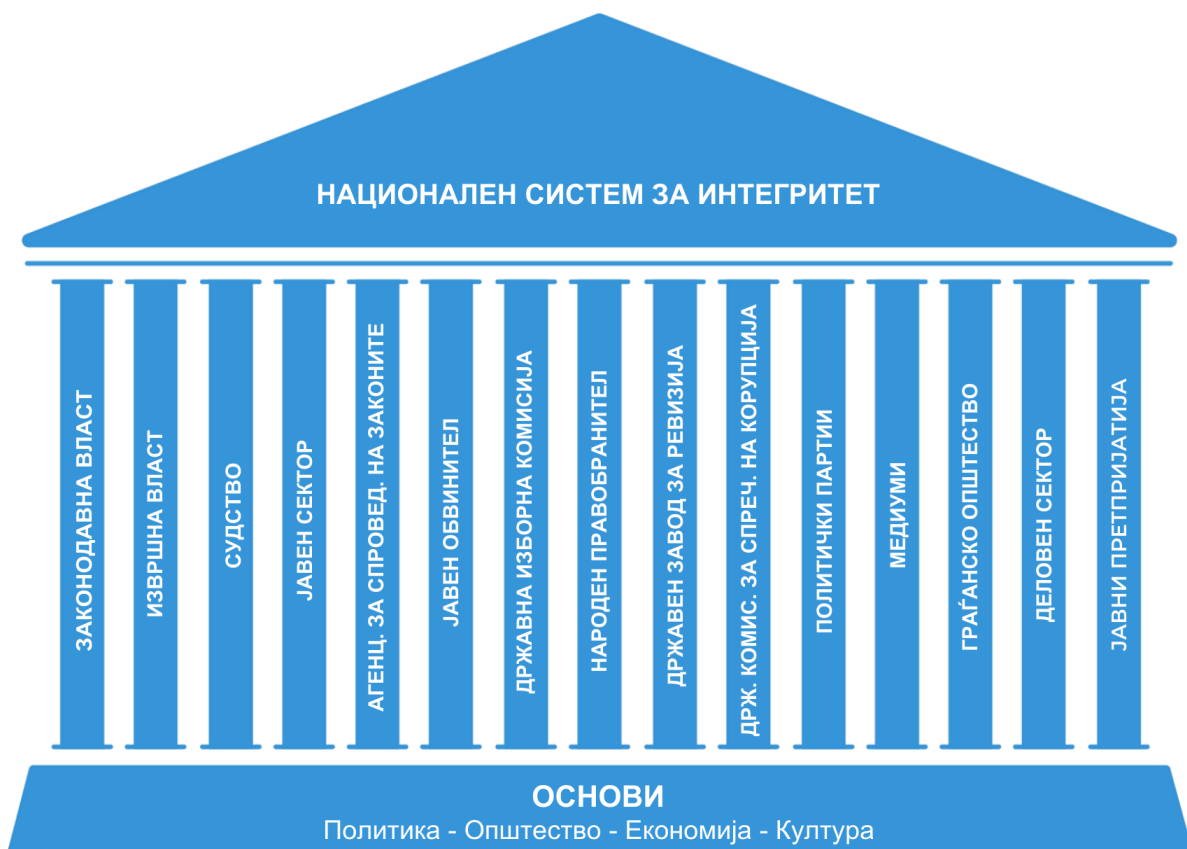 НАЦИОНАЛЕН СИСТЕМ ЗА ИНТЕГРИТЕТ
ЗАКОНОДАВНА ВЛАСТ
ИЗВРШНА ВЛАСТ
СУДСТВО
ЈАВЕН СЕКТОР
АГЕНЦ. ЗА СПРОВЕД. НА ЗАКОНИТЕ
ЈАВЕН ОБВИНИТЕЛ
ДРЖАВНА ИЗБОРНА КОМИСИЈА
НАРОДЕН ПРАВОБРАНИТЕЛ
ДРЖАВЕН ЗАВОД ЗА РЕВИЗИЈА
ДРЖ. КОМИС. ЗА СПРЕЧ. НА КОРУПЦИЈА
ПОЛИТИЧКИ ПАРТИИ
МЕДИУМИ
ГРАЃАНСКО ОПШТЕСТВО
ДЕЛОВЕН СЕКТОР
ЈАВНИ ПРЕТПРИЈАТИЈА
ОСНОВИ
Политика - Општество - Економија - Култура